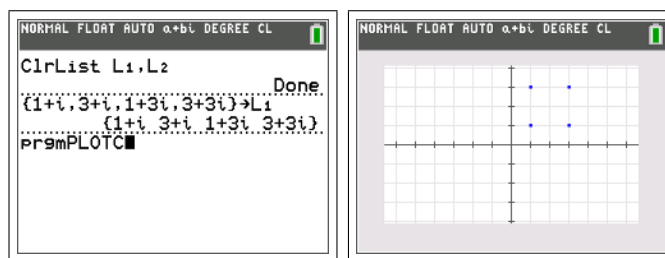 NORMAL FLOAT AUTO a+bi DEGREE CL
ClrList L₁,L₂
Done
{1+i,3+i,1+3i,3+3i}→L₁
{1+i 3+i 1+3i 3+3i}
prgmPLOTC
NORMAL FLOAT AUTO a+bi DEGREE CL